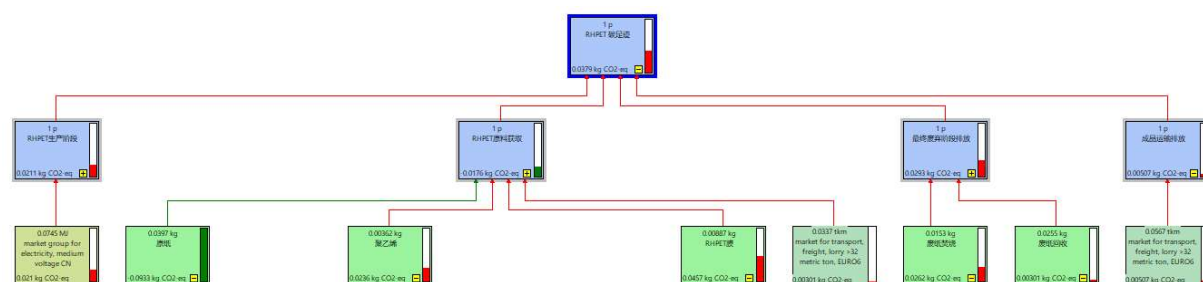 1 p
RHPET 碳足迹
0.0379 kg CO2-eq
1 p
RHPET生产阶段
0.0211 kg CO2-eq
1 p
RHPET原料获取
-0.0176 kg CO2-eq
1 p
最终废弃阶段排放
0.0293 kg CO2-eq
1 p
成品运输排放
0.00507 kg CO2-eq
0.0745 MJ
market group for
electricity, medium
voltage CN
0.021 kg CO2-eq
0.0397 kg
原纸
-0.0933 kg CO2-eq
0.00362 kg
聚乙烯
0.0236 kg CO2-eq
0.00887 kg
RHPET膜
0.0457 kg CO2-eq
0.0337 tkm
market for transport,
freight, lorry >32
metric ton, EURO6
0.00301 kg CO2-eq
0.0153 kg
废纸焚烧
0.0262 kg CO2-eq
0.0255 kg
废纸回收
0.00301 kg CO2-eq
0.0567 tkm
market for transport,
freight, lorry >32
metric ton, EURO6
0.00507 kg CO2-eq